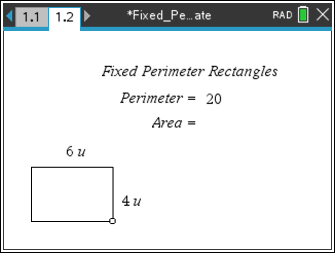 1.1 1.2 *Fixed_Pe…ate RAD
Fixed Perimeter Rectangles
Perimeter = 20
Area =
6 u
4 u